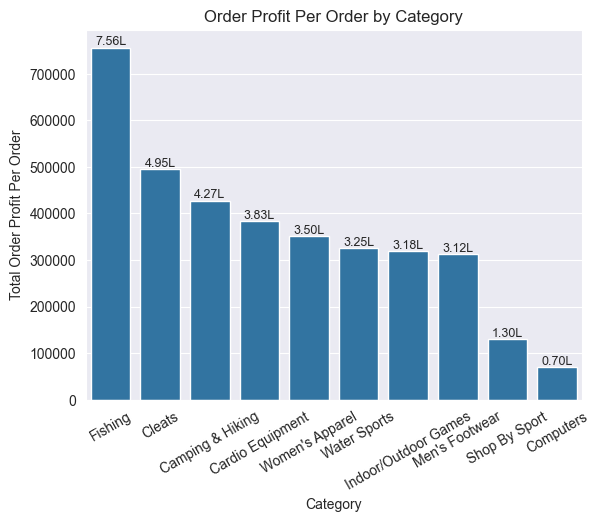 Order Profit Per Order by Category
Total Order Profit Per Order
700000
600000
500000
400000
300000
200000
100000
0
7.56L
4.95L
4.27L
3.83L
3.50L
3.25L
3.18L
3.12L
1.30L
0.70L
Fishing
Cleats
Camping & Hiking
Cardio Equipment
Women's Apparel
Water Sports
Indoor/Outdoor Games
Men's Footwear
Shop By Sport
Computers
Category